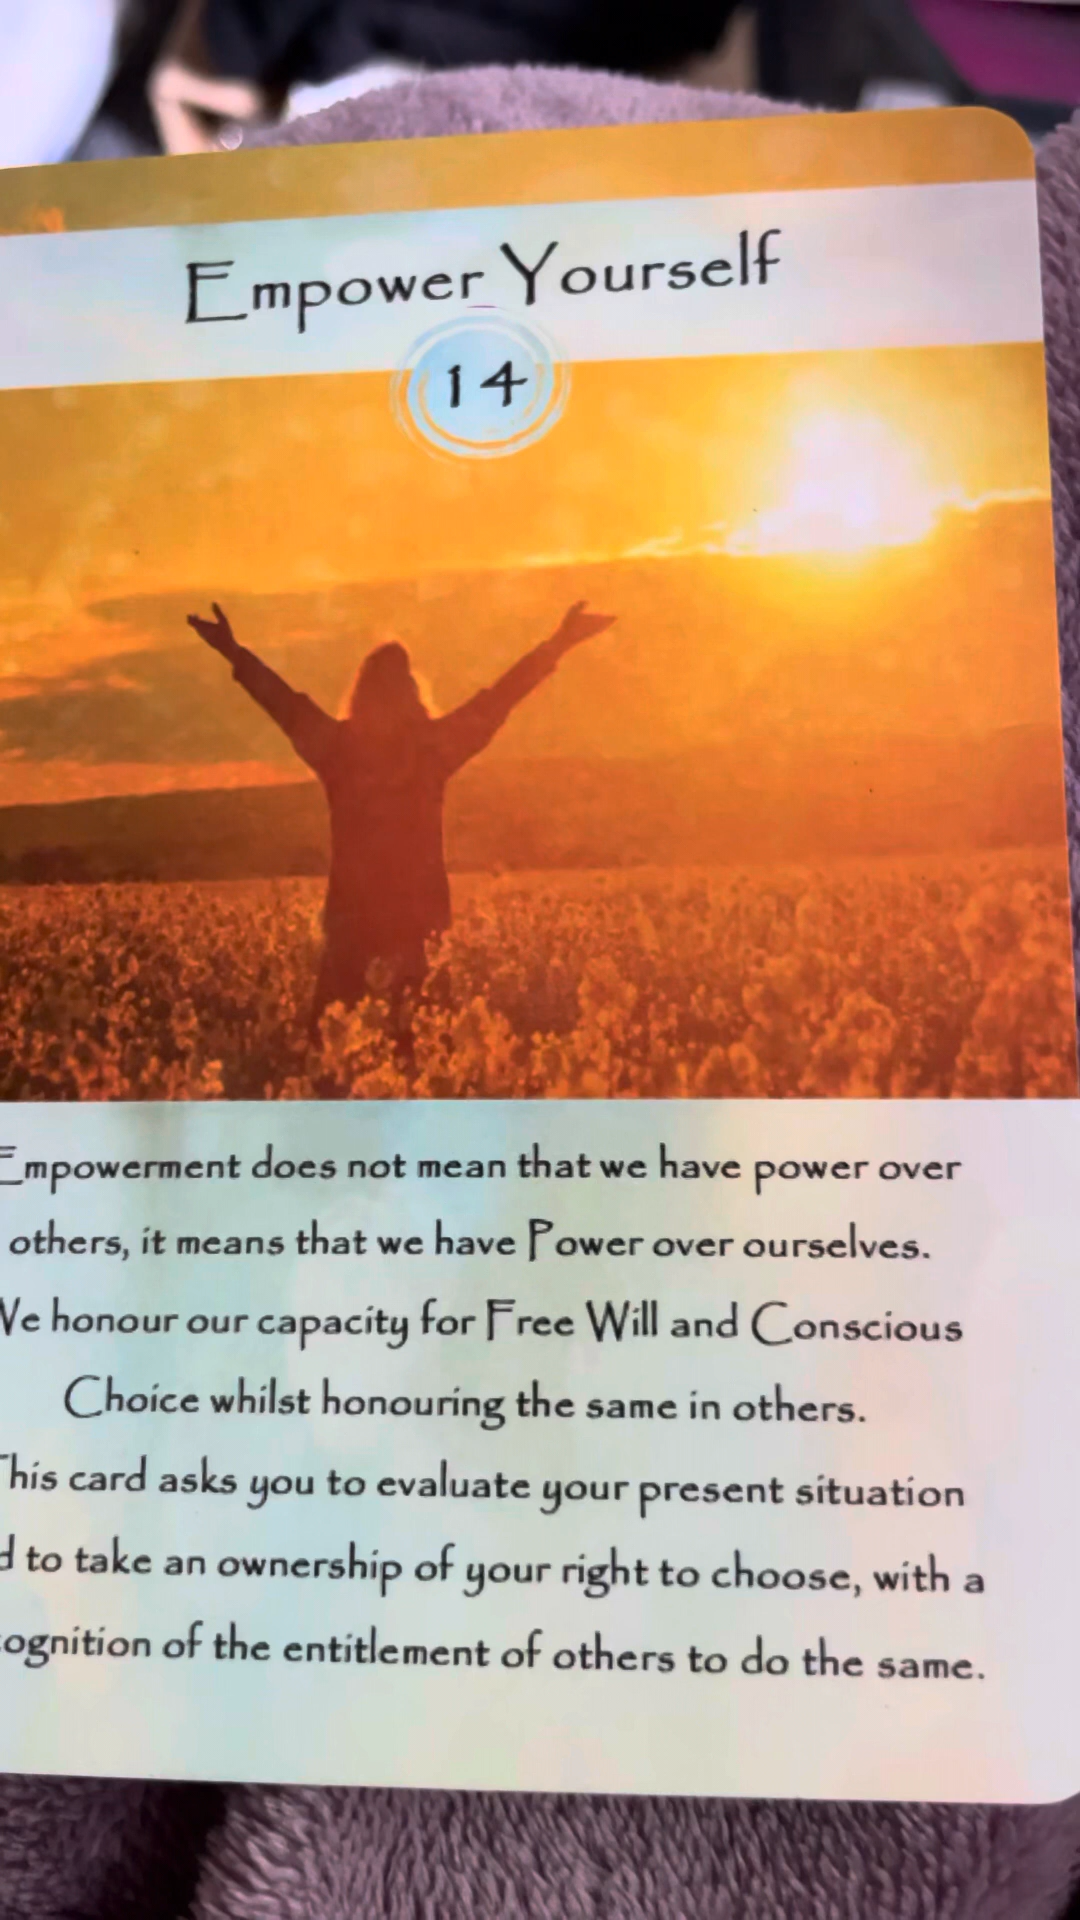 Empower Yourself
14
Empowerment does not mean that we have power over
others, it means that we have Power over ourselves.
We honour our capacity for Free Will and Conscious
Choice whilst honouring the same in others.
This card asks you to evaluate your present situation
to take an ownership of your right to choose, with a
of the entitlement of others to do the same.